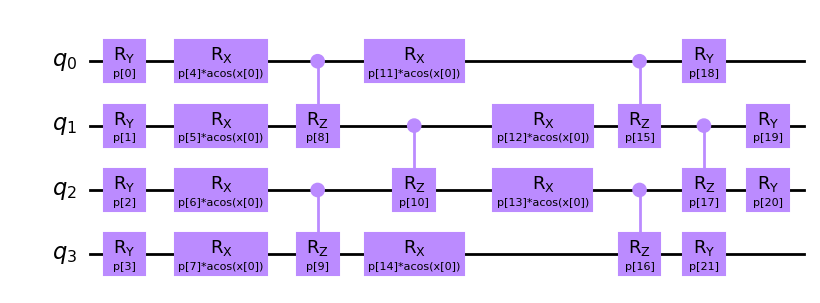 q0 RY p[0] RX p[4]*acos(x[0]) RX p[11]*acos(x[0]) RY p[18]
q1 RY p[1] RX p[5]*acos(x[0]) RZ p[8] RX p[12]*acos(x[0]) RZ p[15] RY p[19]
q2 RY p[2] RX p[6]*acos(x[0]) RZ p[10] RX p[13]*acos(x[0]) RZ p[17] RY p[20]
q3 RY p[3] RX p[7]*acos(x[0]) RZ p[9] RX p[14]*acos(x[0]) RZ p[16] RY p[21]